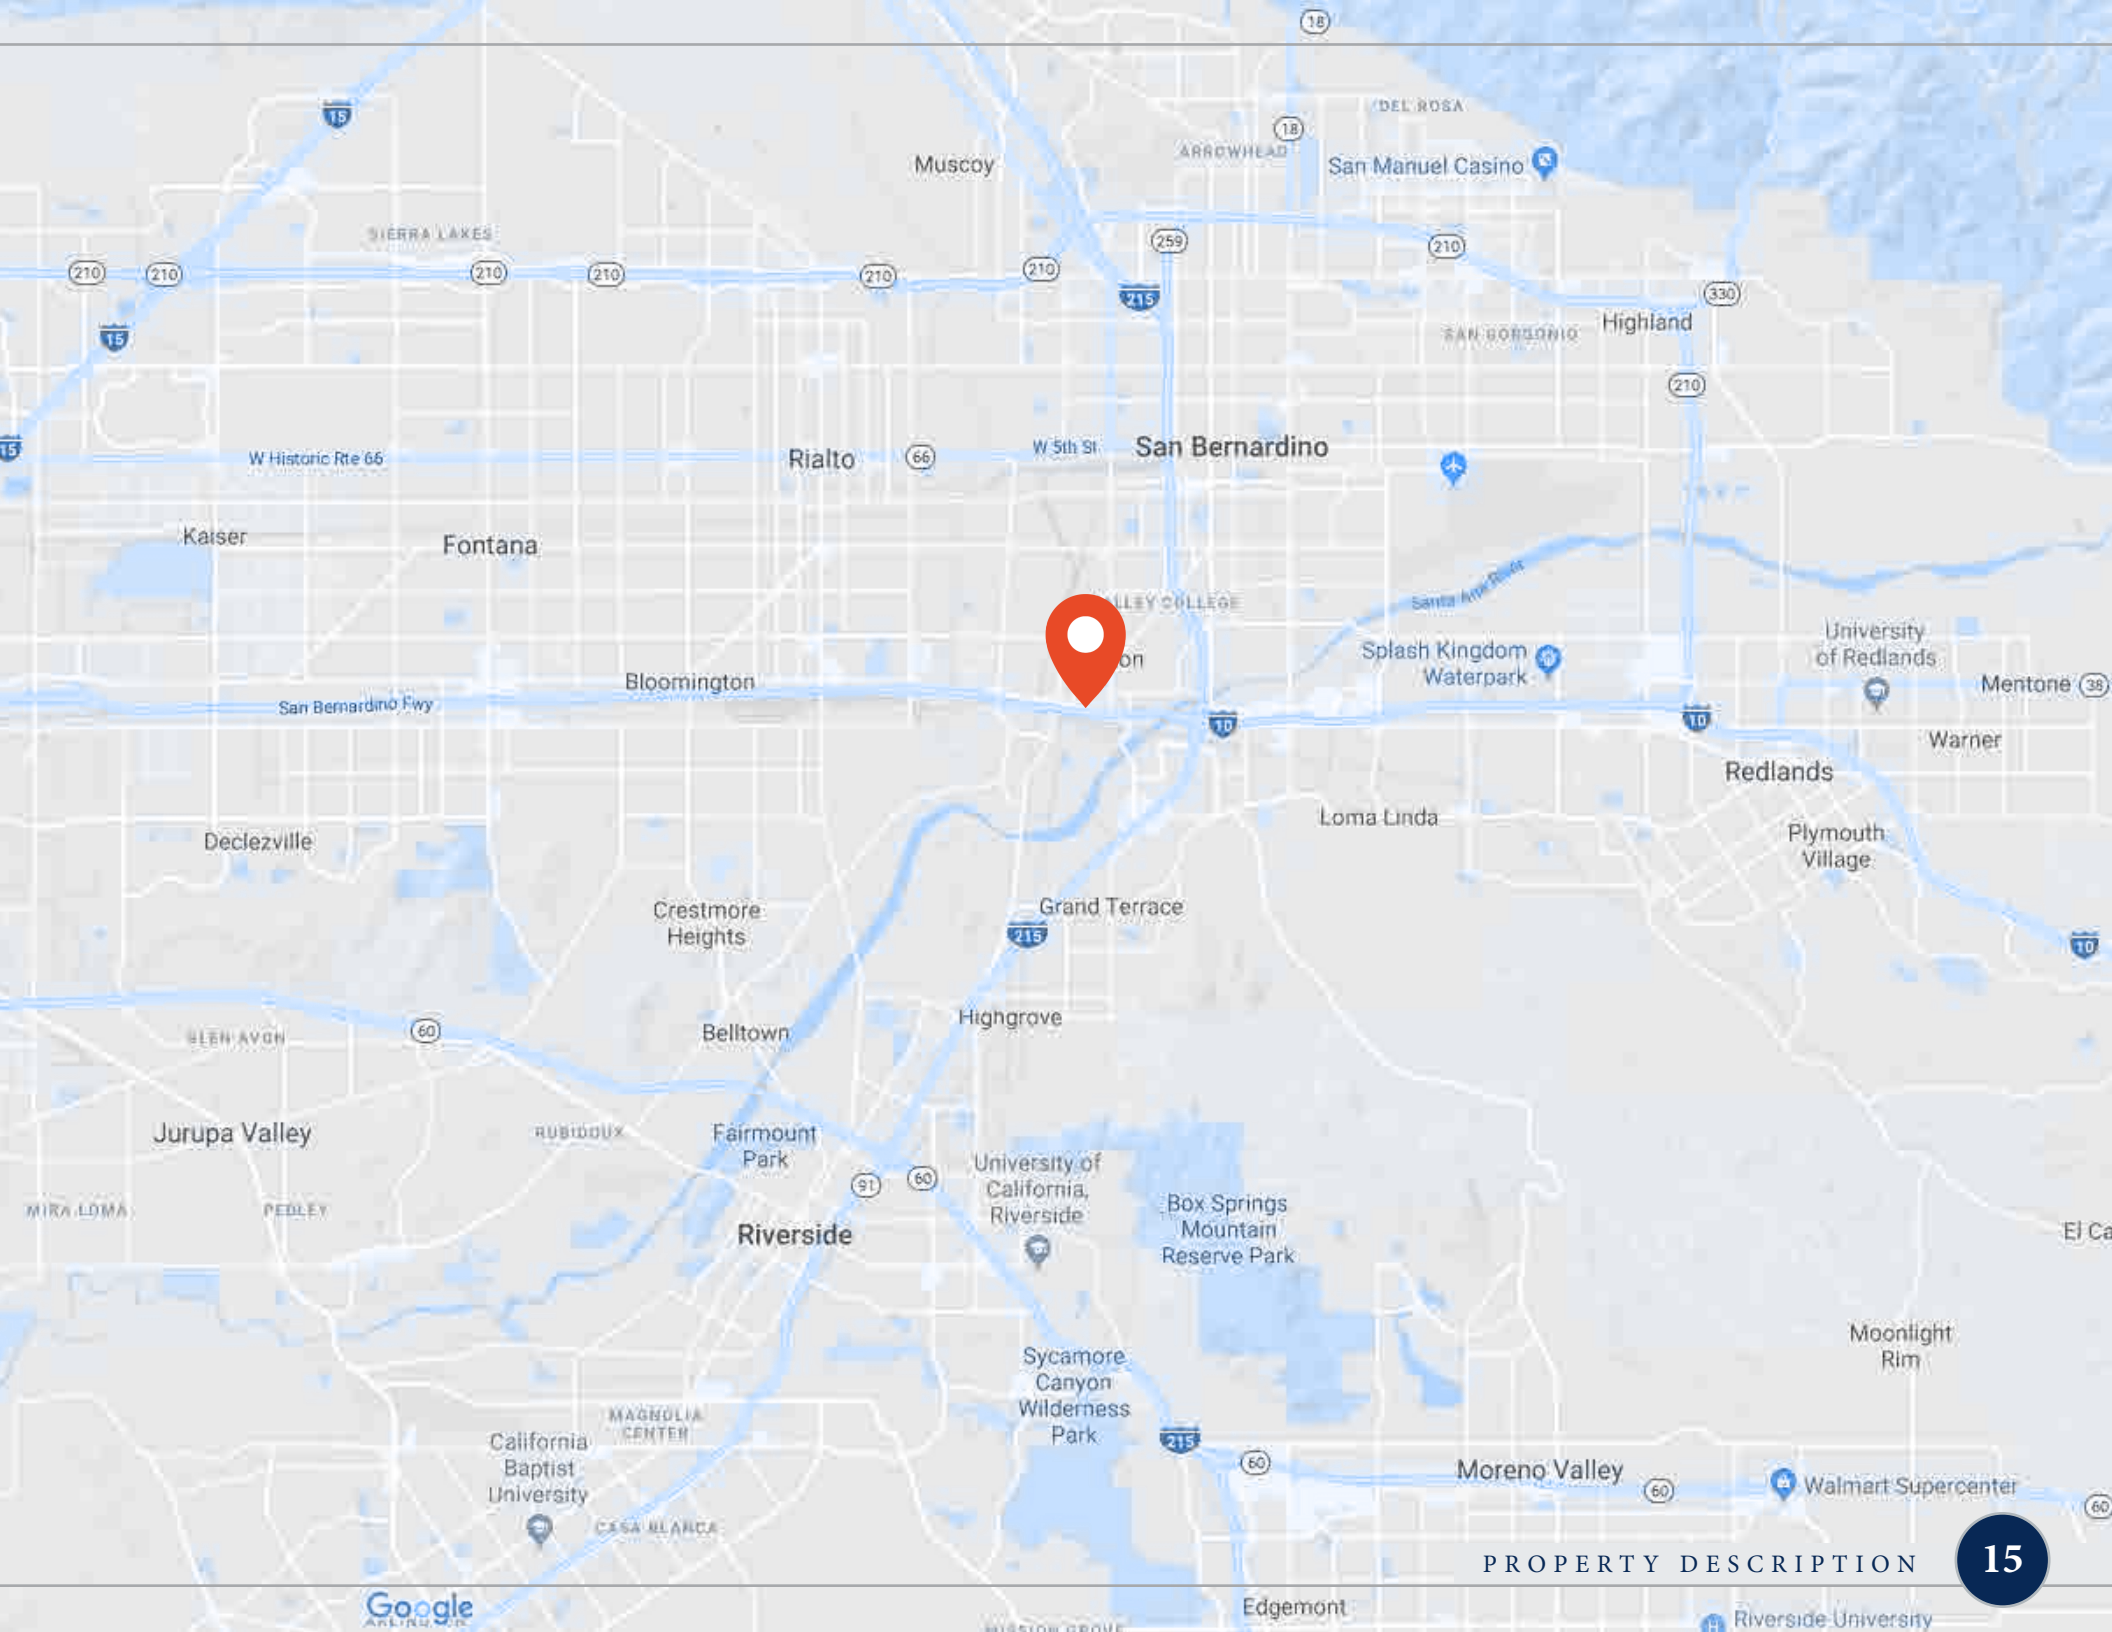 18
15
DEL ROSA
18
ARROWHEAD
Muscoy
San Manuel Casino
SIERRA LAKES
259
210
210
210
210
210
210
210
215
330
15
SAN GORGONIO
Highland
210
15
W Historic Rte 66
Rialto
66
W 5th St
San Bernardino
Kaiser
Fontana
Santa Ana River
ALLEY COLLEGE
on
Splash Kingdom
Waterpark
University
of Redlands
Mentone
38
Bloomington
San Bernardino Fwy
10
10
Warner
Redlands
Loma Linda
Plymouth
Village
Declezville
Crestmore
Heights
Grand Terrace
215
10
Highgrove
Belltown
GLEN AVON
60
Jurupa Valley
RUBIDOUX
Fairmount
Park
91
60
University of
California,
Riverside
Box Springs
Mountain
Reserve Park
MIRA LOMA
PEDLEY
Riverside
El Ca
Moonlight
Rim
Sycamore
Canyon
Wilderness
Park
MAGNOLIA
CENTER
California
Baptist
University
215
60
Moreno Valley
60
Walmart Supercenter
60
CASA BLANCA
PROPERTY DESCRIPTION
15
Google
ARLINGTON
Edgemont
MISSION GROVE
Riverside University